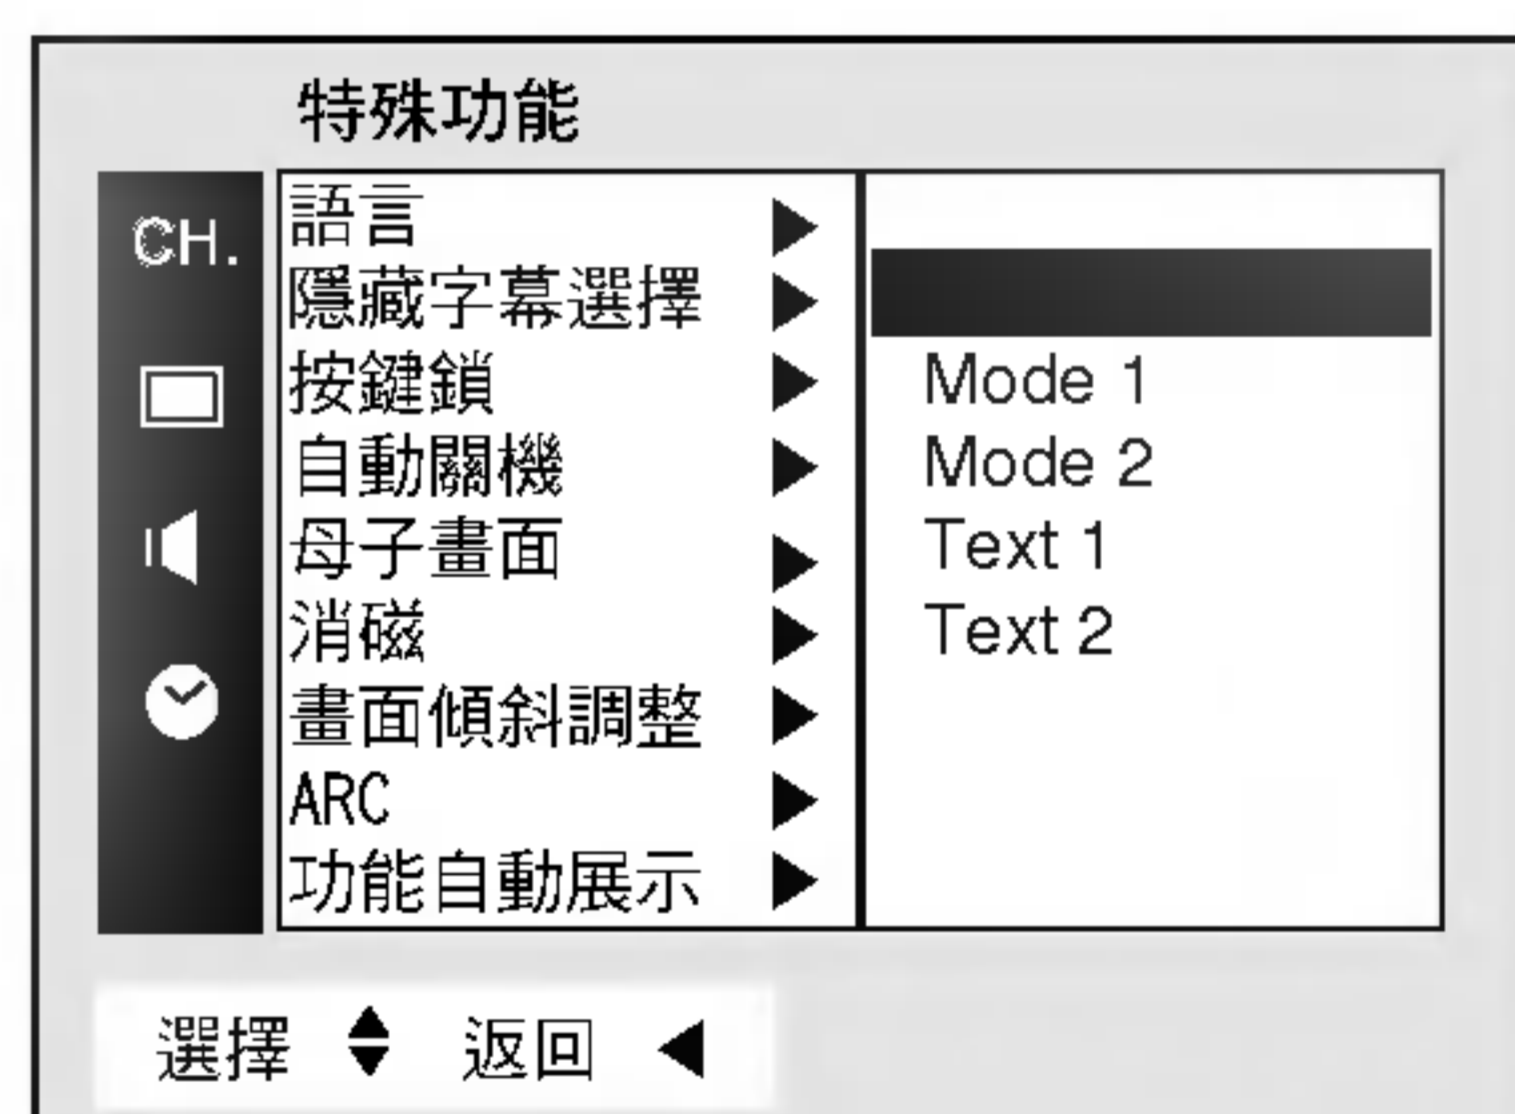 特殊功能
CH.
語言 ▶
隱藏字幕選擇 ▶
按鍵鎖 ▶ Mode 1
自動關機 ▶ Mode 2
母子畫面 ▶ Text 1
消磁 ▶ Text 2
畫面傾斜調整 ▶
ARC ▶
功能自動展示 ▶
選擇 ◆ 返回 ◀